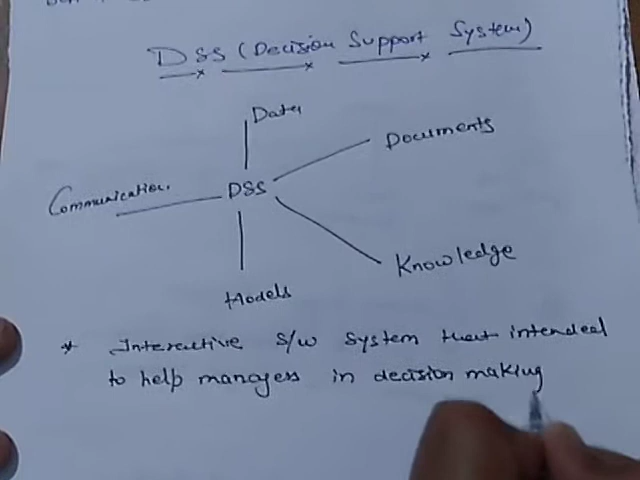 DSS (Decision Support System)
Data
Documents
Communication.
DSS
Knowledge
Models
* Interactive s/w system that intended
to help manages in decision making